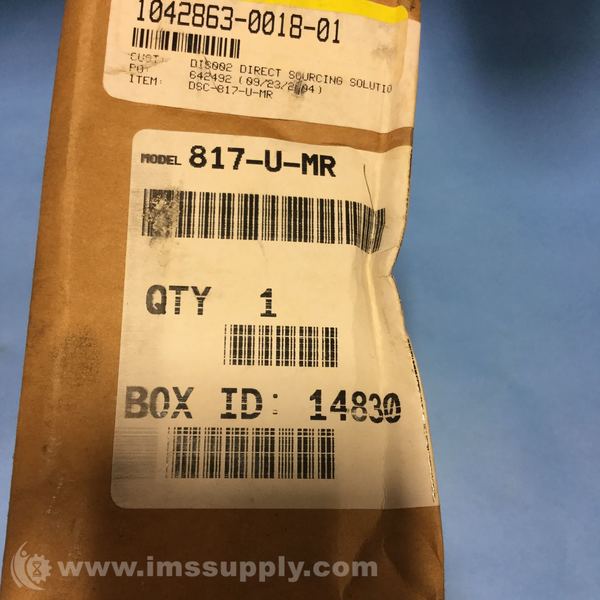 1042863-0018-01
CUST: DIS002 DIRECT SOURCING SOLUTIO
PO: 642492 (09/23/2004)
ITEM: DSC-817-U-MR
MODEL 817-U-MR
QTY 1
BOX ID: 14830
www.imssupply.com